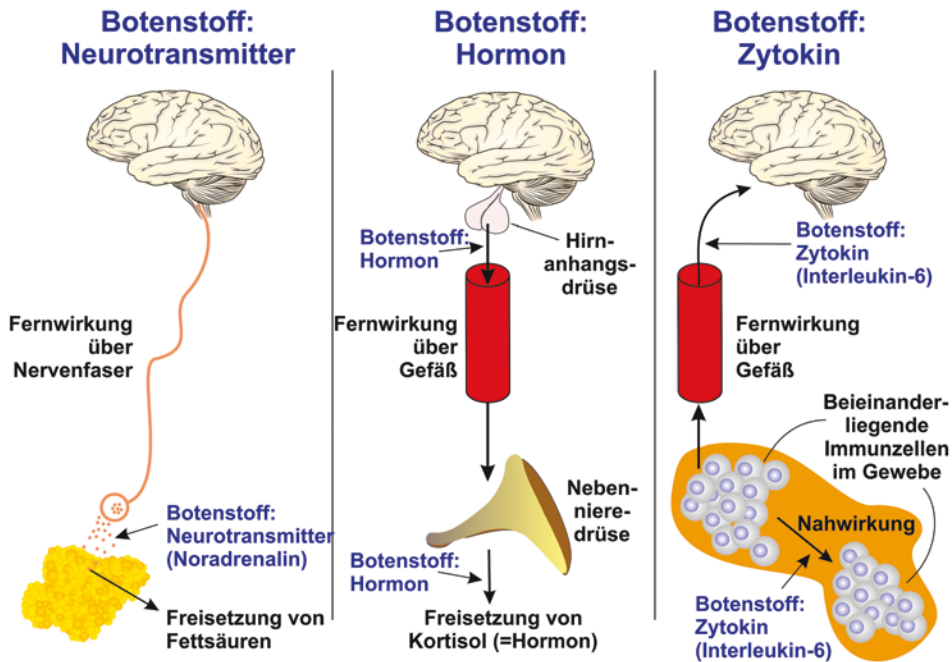 Botenstoff:
Neurotransmitter
Fernwirkung
über
Nervenfaser
Botenstoff:
Neurotransmitter
(Noradrenalin)
Freisetzung von
Fettsäuren
Botenstoff:
Hormon
Botenstoff:
Hormon
Hirn-
anhangs-
drüse
Fernwirkung
über
Gefäß
Neben-
niere-
drüse
Botenstoff:
Hormon
Freisetzung von
Kortisol (=Hormon)
Botenstoff:
Zytokin
Botenstoff:
Zytokin
(Interleukin-6)
Fernwirkung
über
Gefäß
Beieinander-
liegende
Immunzellen
im Gewebe
Nahwirkung
Botenstoff:
Zytokin
(Interleukin-6)